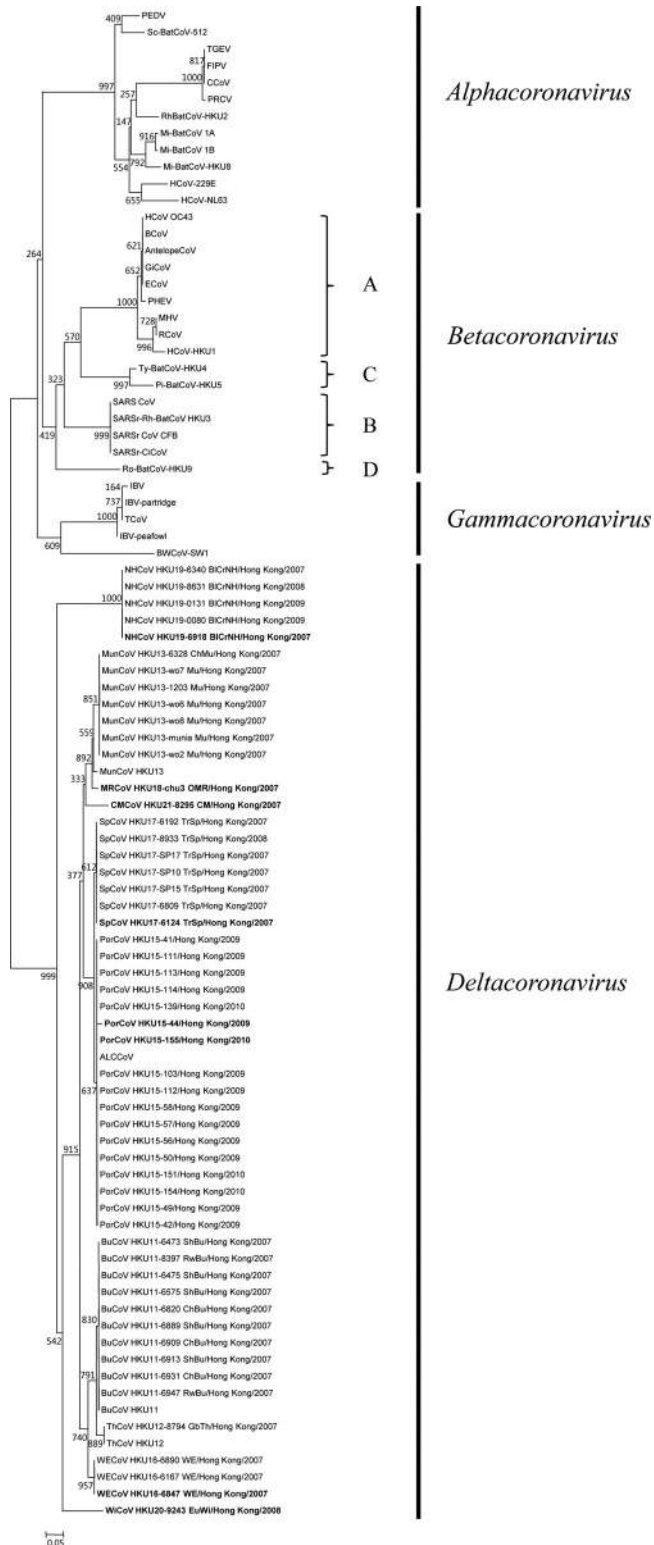 409
PEDV
Sc-BatCoV-512
TGEV
817
FIPV
997
1000
CCoV
257
PRCV
Alphacoronavirus
RhBatCoV-HKU2
147
916
Mi-BatCoV 1A
Mi-BatCoV 1B
792
Mi-BatCoV-HKU8
554
HCoV-229E
655
HCoV-NL63
HCoV OC43
BCoV
621
AntelopeCoV
264
GiCoV
652
ECoV
A
1000
PHEV
MHV
728
RCoV
Betacoronavirus
570
996
HCoV-HKU1
Ty-BatCoV-HKU4
C
323
997
Pi-BatCoV-HKU5
SARS CoV
SARSr-Rh-BatCoV HKU3
B
419
999
SARSr CoV CFB
SARSr-CiCoV
Ro-BatCoV-HKU9
D
164
IBV
737
IBV-partridge
1000
TCoV
Gammacoronavirus
IBV-peafowl
609
BWCoV-SW1
NHCoV HKU19-6340 BlCrNH/Hong Kong/2007
NHCoV HKU19-8631 BlCrNH/Hong Kong/2008
1000
NHCoV HKU19-0131 BlCrNH/Hong Kong/2009
NHCoV HKU19-0080 BlCrNH/Hong Kong/2009
NHCoV HKU19-6918 BlCrNH/Hong Kong/2007
MunCoV HKU13-6328 ChMu/Hong Kong/2007
MunCoV HKU13-wo7 Mu/Hong Kong/2007
MunCoV HKU13-1203 Mu/Hong Kong/2007
851
MunCoV HKU13-wo6 Mu/Hong Kong/2007
MunCoV HKU13-wo8 Mu/Hong Kong/2007
559
MunCoV HKU13-munia Mu/Hong Kong/2007
892
MunCoV HKU13-wo2 Mu/Hong Kong/2007
333
MunCoV HKU13
MRCoV HKU18-chu3 OMR/Hong Kong/2007
CMCoV HKU21-8295 CM/Hong Kong/2007
SpCoV HKU17-6192 TrSp/Hong Kong/2007
SpCoV HKU17-8933 TrSp/Hong Kong/2008
SpCoV HKU17-SP17 TrSp/Hong Kong/2007
612
377
SpCoV HKU17-SP10 TrSp/Hong Kong/2007
SpCoV HKU17-SP15 TrSp/Hong Kong/2007
SpCoV HKU17-6809 TrSp/Hong Kong/2007
SpCoV HKU17-6124 TrSp/Hong Kong/2007
PorCoV HKU15-41/Hong Kong/2009
PorCoV HKU15-111/Hong Kong/2009
999
PorCoV HKU15-113/Hong Kong/2009
908
PorCoV HKU15-114/Hong Kong/2009
Deltacoronavirus
PorCoV HKU15-139/Hong Kong/2010
PorCoV HKU15-44/Hong Kong/2009
PorCoV HKU15-155/Hong Kong/2010
ALCCoV
PorCoV HKU15-103/Hong Kong/2009
637
PorCoV HKU15-112/Hong Kong/2009
PorCoV HKU15-58/Hong Kong/2009
PorCoV HKU15-57/Hong Kong/2009
PorCoV HKU15-56/Hong Kong/2009
915
PorCoV HKU15-50/Hong Kong/2009
PorCoV HKU15-151/Hong Kong/2010
PorCoV HKU15-154/Hong Kong/2010
PorCoV HKU15-49/Hong Kong/2009
PorCoV HKU15-42/Hong Kong/2009
BuCoV HKU11-6473 ShBu/Hong Kong/2007
BuCoV HKU11-8397 RwBu/Hong Kong/2007
BuCoV HKU11-6475 ShBu/Hong Kong/2007
BuCoV HKU11-6575 ShBu/Hong Kong/2007
BuCoV HKU11-6820 ChBu/Hong Kong/2007
830
BuCoV HKU11-6889 ShBu/Hong Kong/2007
542
BuCoV HKU11-6909 ChBu/Hong Kong/2007
BuCoV HKU11-6913 ShBu/Hong Kong/2007
791
BuCoV HKU11-6931 ChBu/Hong Kong/2007
BuCoV HKU11-6947 RwBu/Hong Kong/2007
BuCoV HKU11
ThCoV HKU12-8794 GbTh/Hong Kong/2007
740
889
ThCoV HKU12
WECoV HKU16-6890 WE/Hong Kong/2007
WECoV HKU16-6167 WE/Hong Kong/2007
957
WECoV HKU16-6847 WE/Hong Kong/2007
WiCoV HKU20-9243 EuWi/Hong Kong/2008
0.05